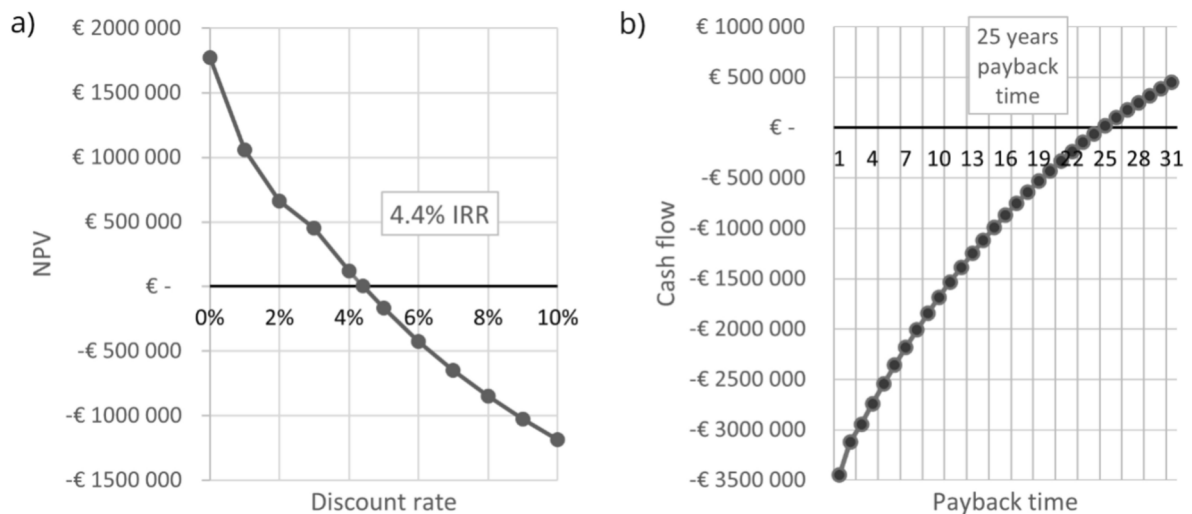 a)
€ 2000 000
€ 1500 000
€ 1000 000
€ 500 000
€ -
-€ 500 000
-€ 1000 000
-€ 1500 000
NPV
4.4% IRR
0% 2% 4% 6% 8% 10%
Discount rate
b)
€ 1000 000
€ 500 000
€ -
-€ 500 000
-€ 1000 000
-€ 1500 000
-€ 2000 000
-€ 2500 000
-€ 3000 000
-€ 3500 000
Cash flow
25 years
payback
time
1 4 7 10 13 16 19 22 25 28 31
Payback time